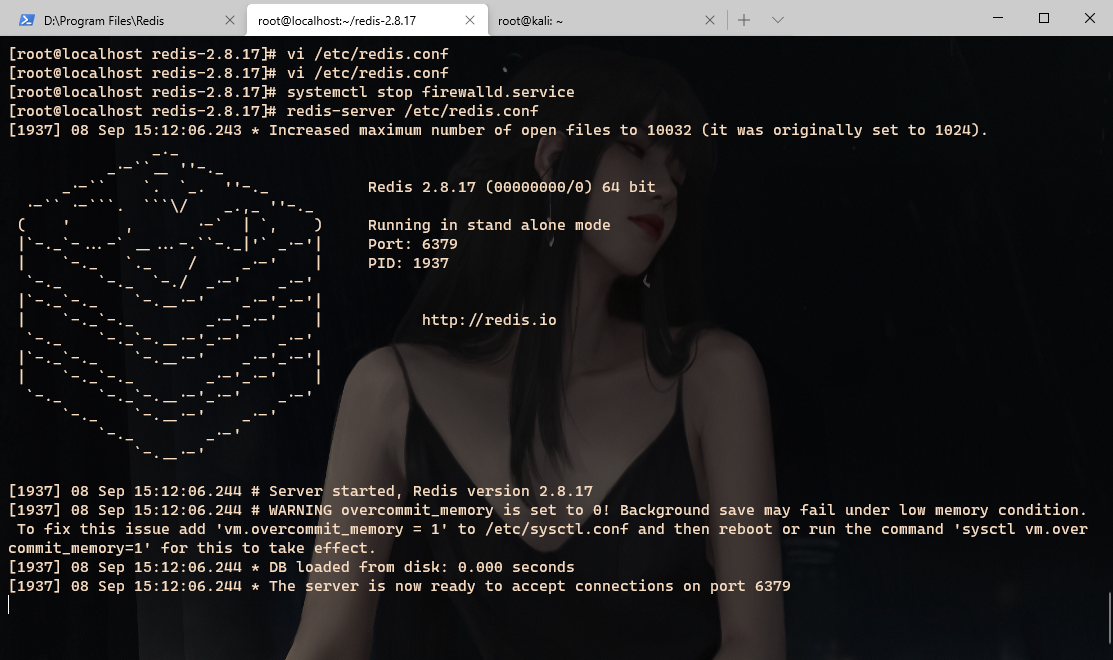 D:\Program Files\Redis
root@localhost:~/redis-2.8.17
root@kali: ~
[root@localhost redis-2.8.17]# vi /etc/redis.conf
[root@localhost redis-2.8.17]# vi /etc/redis.conf
[root@localhost redis-2.8.17]# systemctl stop firewalld.service
[root@localhost redis-2.8.17]# redis-server /etc/redis.conf
[1937] 08 Sep 15:12:06.243 * Increased maximum number of open files to 10032 (it was originally set to 1024).
Redis 2.8.17 (00000000/0) 64 bit
Running in stand alone mode
Port: 6379
PID: 1937
http://redis.io
[1937] 08 Sep 15:12:06.244 # Server started, Redis version 2.8.17
[1937] 08 Sep 15:12:06.244 # WARNING overcommit_memory is set to 0! Background save may fail under low memory condition.
To fix this issue add 'vm.overcommit_memory = 1' to /etc/sysctl.conf and then reboot or run the command 'sysctl vm.over
commit_memory=1' for this to take effect.
[1937] 08 Sep 15:12:06.244 * DB loaded from disk: 0.000 seconds
[1937] 08 Sep 15:12:06.244 * The server is now ready to accept connections on port 6379